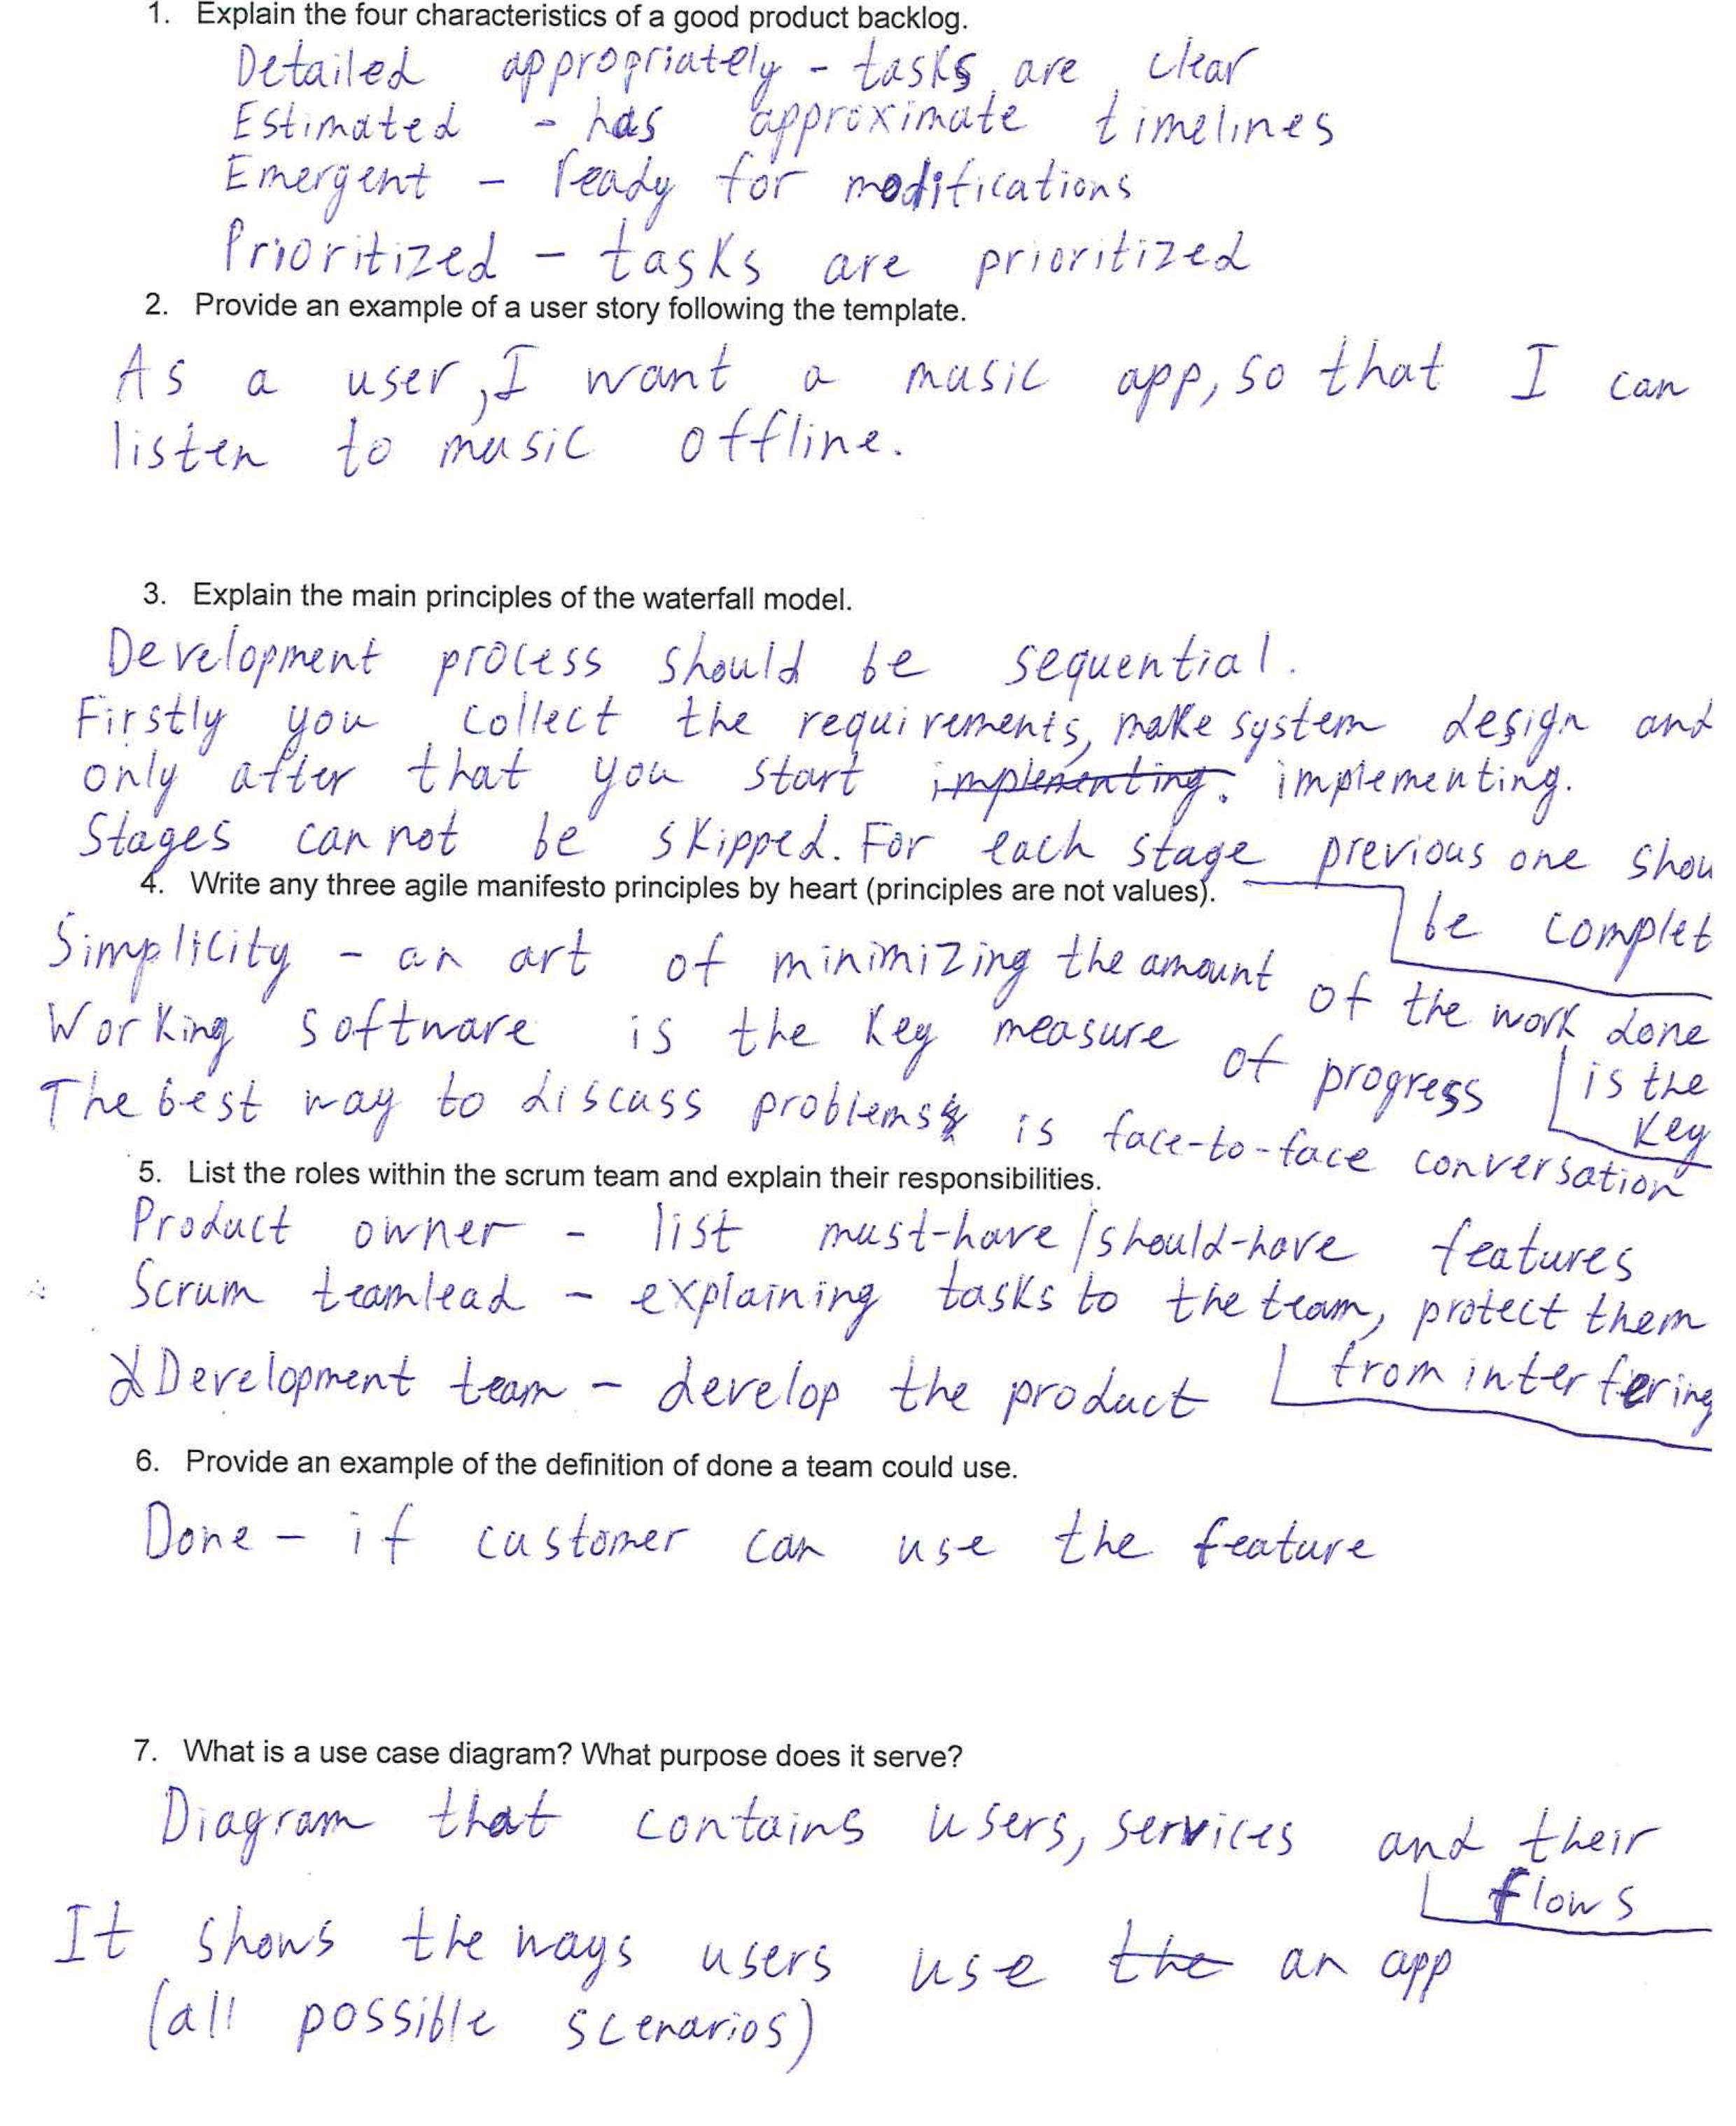 1. Explain the four characteristics of a good product backlog.
Detailed appropriately - tasks are clear
Estimated - has approximate timelines
Emergent - ready for modifications
Prioritized - tasks are prioritized
2. Provide an example of a user story following the template.
As a user, I want a music app, so that I can
listen to music offline.
3. Explain the main principles of the waterfall model.
Development process should be sequential.
Firstly you collect the requirements, make system design and
only after that you start implenenting. implementing.
Stages can not be skipped. For each stage previous one shou
be complet
4. Write any three agile manifesto principles by heart (principles are not values).
Simplicity - an art of minimizing the amount of the work done
is the
key
Working software is the key measure of progress
The best way to discuss problems is face-to-face conversation
5. List the roles within the scrum team and explain their responsibilities.
Product owner - list must-have/should-have features
Scrum teamlead - explaining tasks to the team, protect them
from interfering
Development team - develop the product
6. Provide an example of the definition of done a team could use.
Done - if customer can use the feature
7. What is a use case diagram? What purpose does it serve?
Diagram that contains users, services and their
flows
It shows the ways users use the an app
(all possible scenarios)